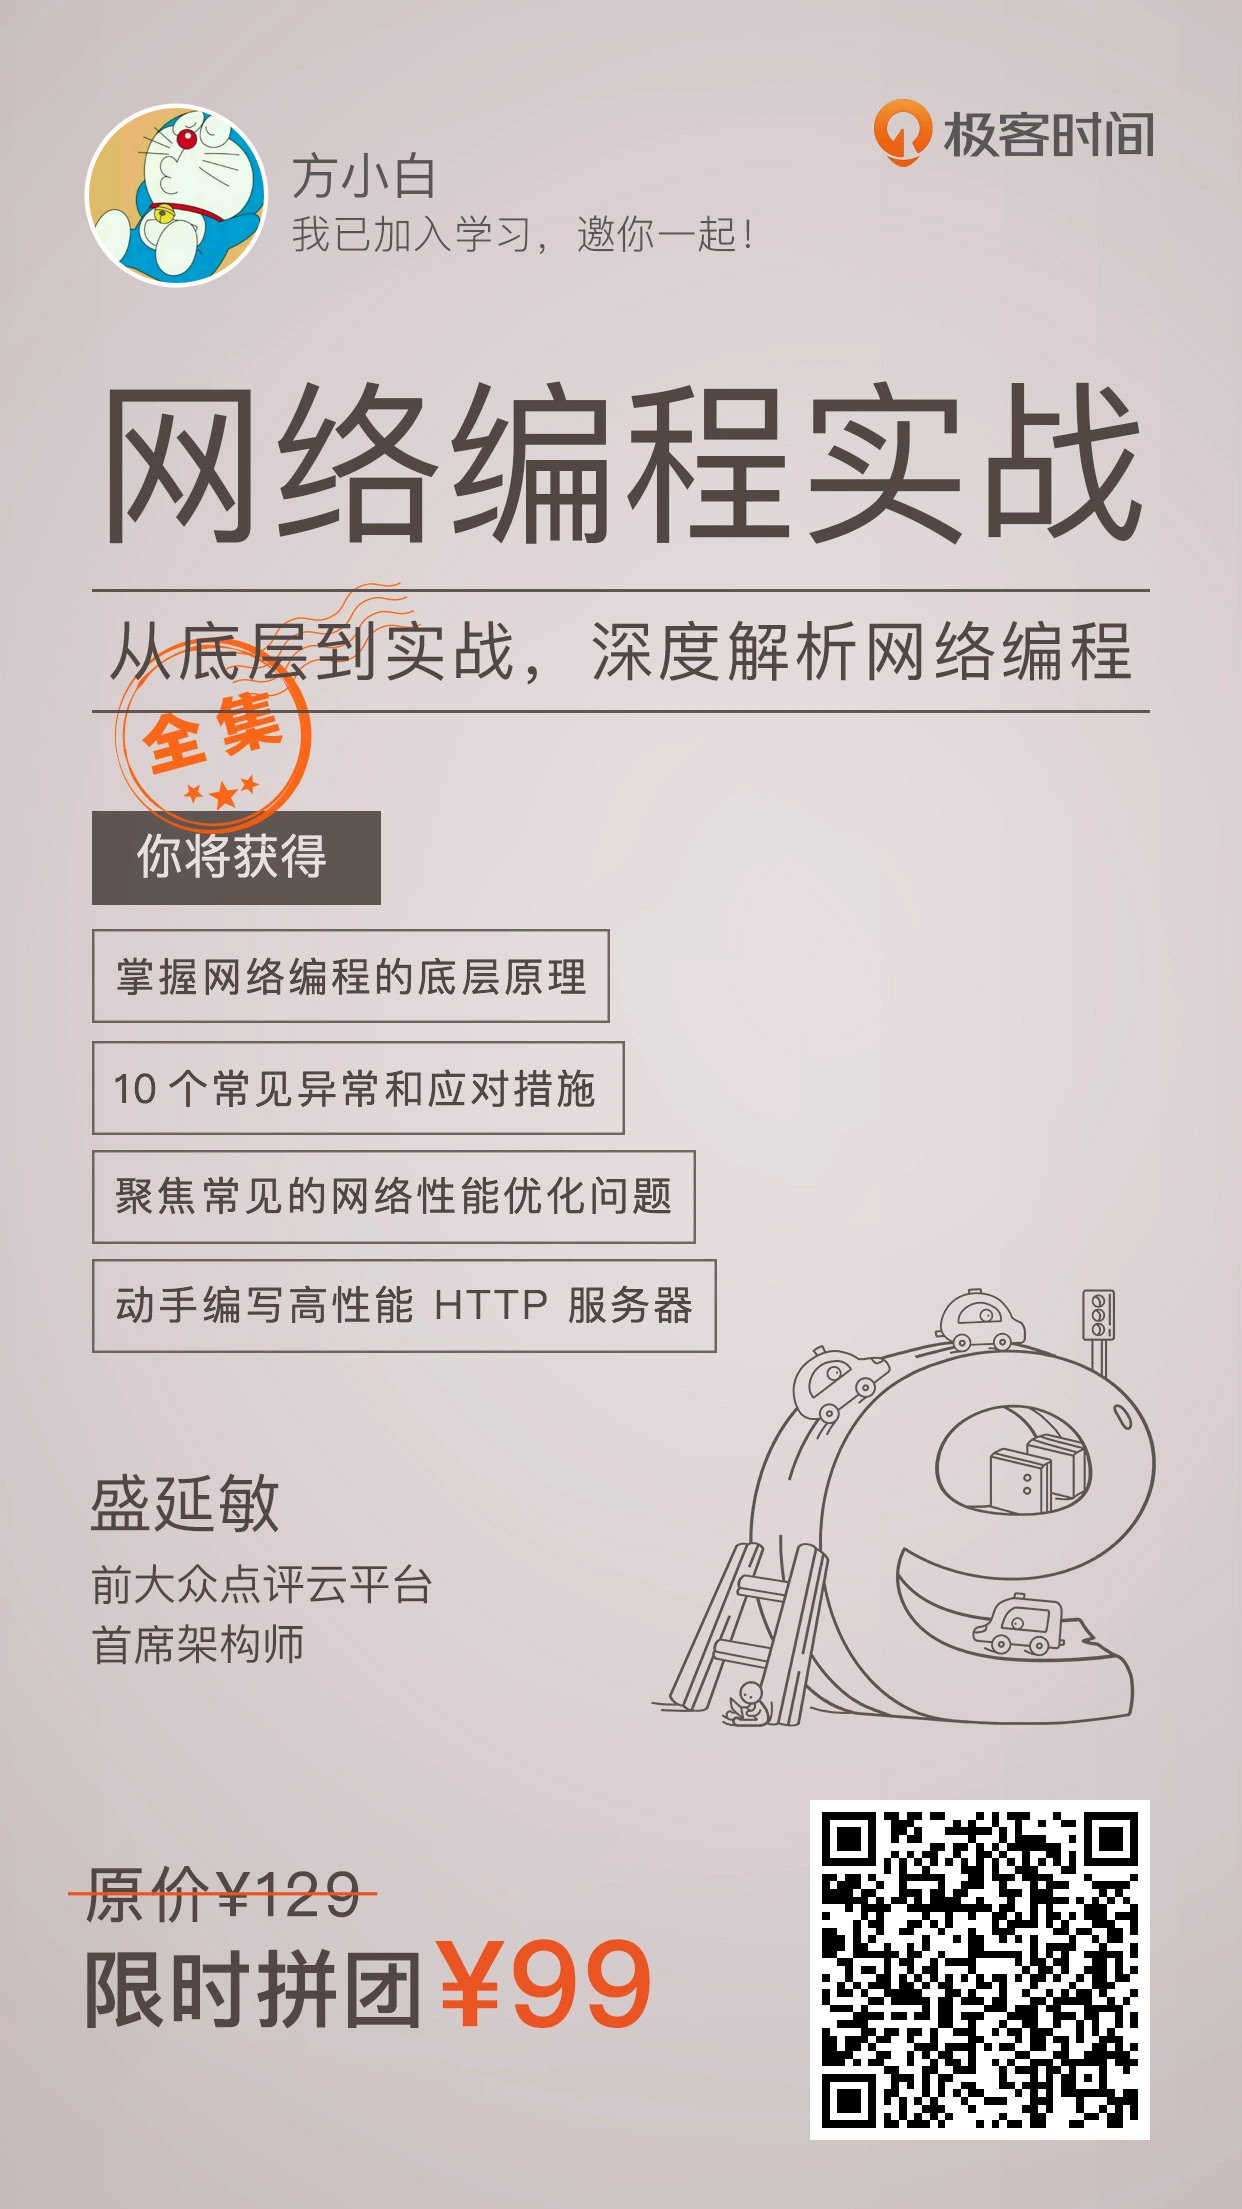 极客时间
方小白
我已加入学习，邀你一起！
网络编程实战
从底层到实战，深度解析网络编程
全集
你将获得
掌握网络编程的底层原理
10 个常见异常和应对措施
聚焦常见的网络性能优化问题
动手编写高性能 HTTP 服务器
盛延敏
前大众点评云平台
首席架构师
原价¥129
限时拼团¥99